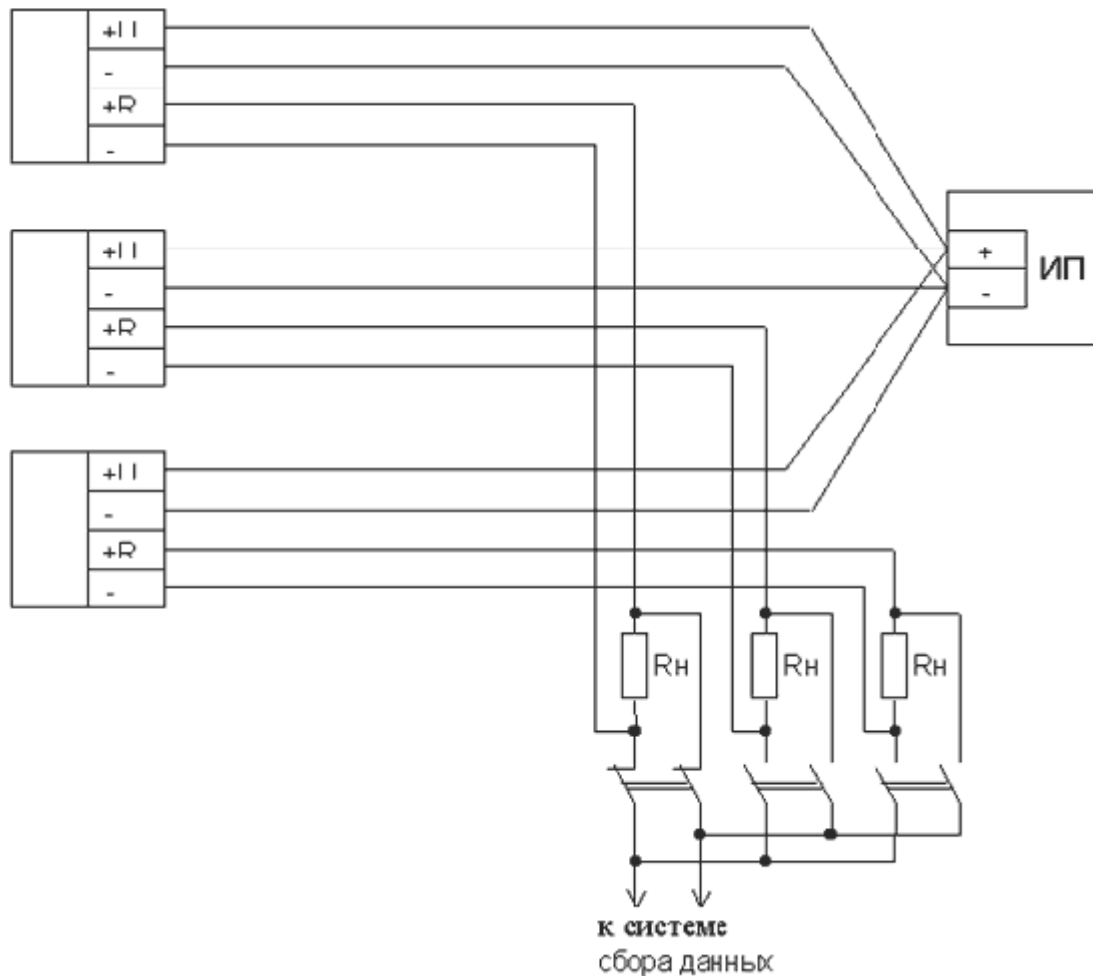 +П
-
+R
-
+П
-
+R
-
+П
-
+R
-
+
-
ИП
Rн
Rн
Rн
к системе
сбора данных